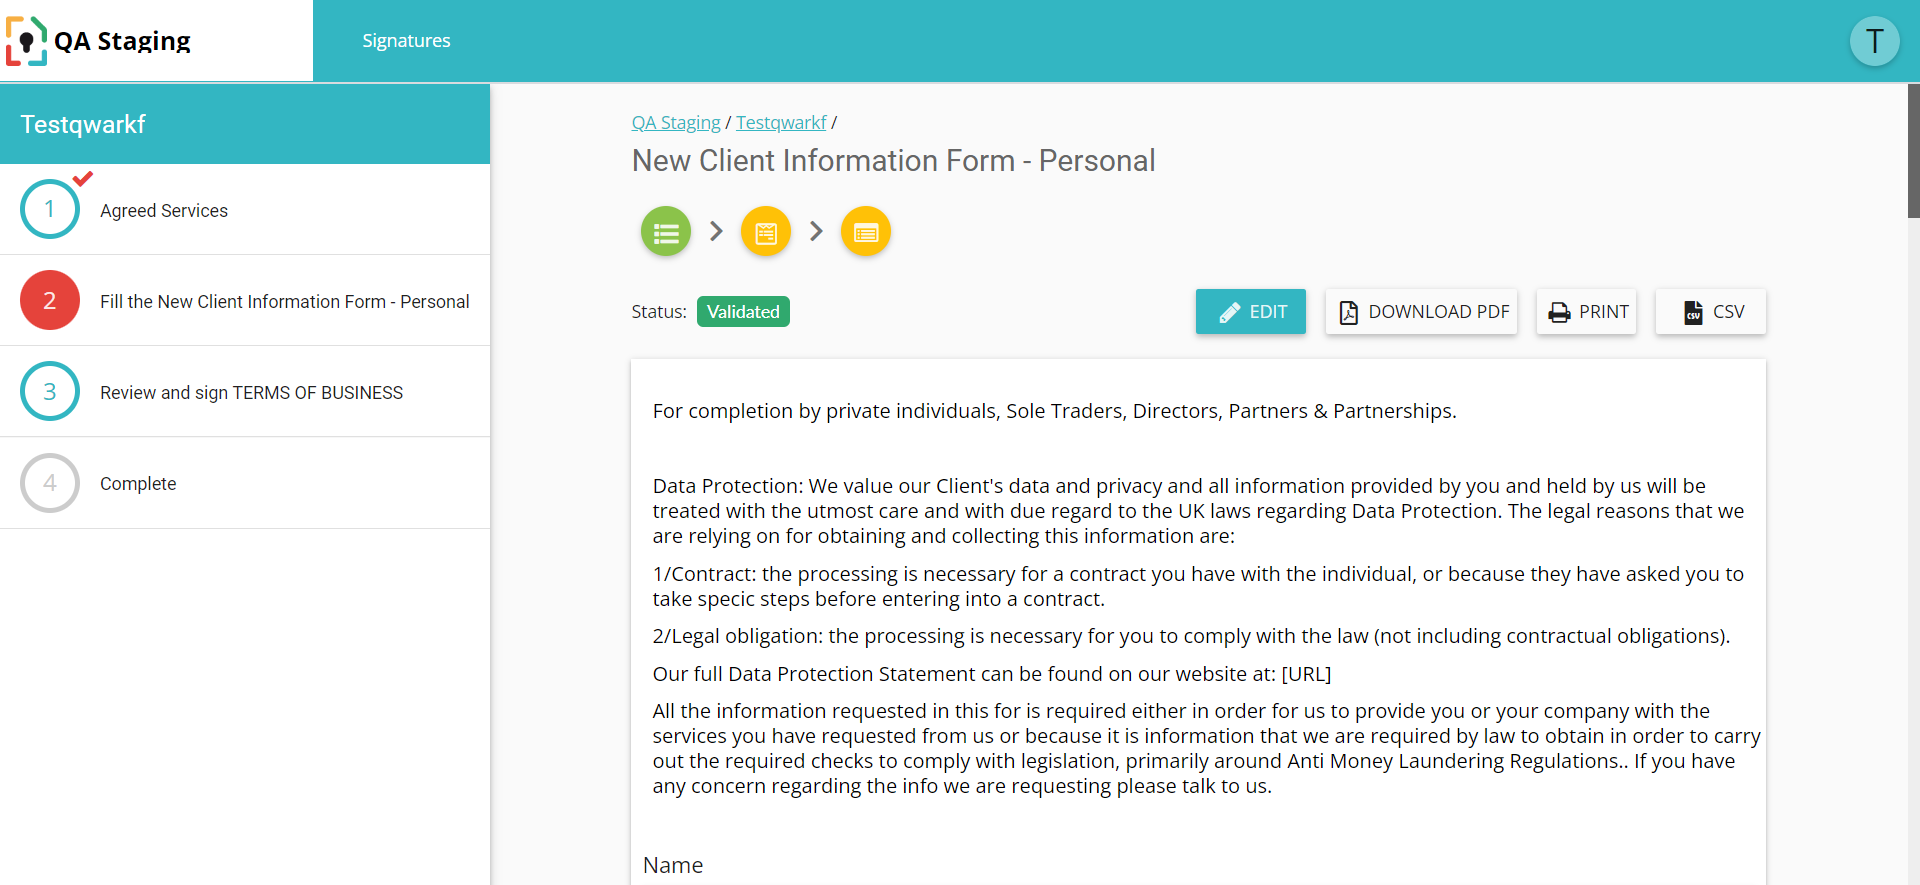 QA Staging
Signatures
T
Testqwarkf
1
Agreed Services
2
Fill the New Client Information Form - Personal
3
Review and sign TERMS OF BUSINESS
4
Complete
QA Staging / Testqwarkf /
New Client Information Form - Personal
Status: Validated
EDIT
DOWNLOAD PDF
PRINT
CSV
CSV
For completion by private individuals, Sole Traders, Directors, Partners & Partnerships.
Data Protection: We value our Client's data and privacy and all information provided by you and held by us will be
treated with the utmost care and with due regard to the UK laws regarding Data Protection. The legal reasons that we
are relying on for obtaining and collecting this information are:
1/Contract: the processing is necessary for a contract you have with the individual, or because they have asked you to
take specic steps before entering into a contract.
2/Legal obligation: the processing is necessary for you to comply with the law (not including contractual obligations).
Our full Data Protection Statement can be found on our website at: [URL]
All the information requested in this for is required either in order for us to provide you or your company with the
services you have requested from us or because it is information that we are required by law to obtain in order to carry
out the required checks to comply with legislation, primarily around Anti Money Laundering Regulations.. If you have
any concern regarding the info we are requesting please talk to us.
Name